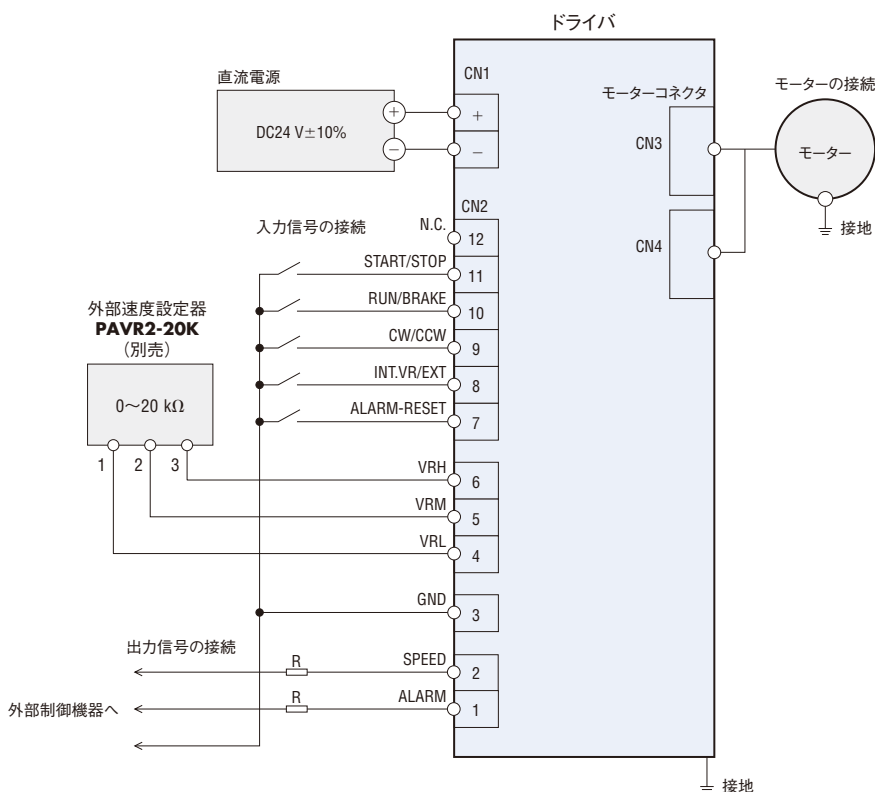 ドライバ
直流電源
DC24 V±10%
+
−
CN1
+
−
モーターコネクタ
CN3
CN4
モーターの接続
モーター
接地
CN2
入力信号の接続
N.C.
12
START/STOP
11
RUN/BRAKE
10
CW/CCW
9
INT.VR/EXT
8
ALARM-RESET
7
外部速度設定器
PAVR2-20K
（別売）
0～20 kΩ
1
2
3
VRH
6
VRM
5
VRL
4
GND
3
出力信号の接続
R
SPEED
2
外部制御機器へ
R
ALARM
1
接地